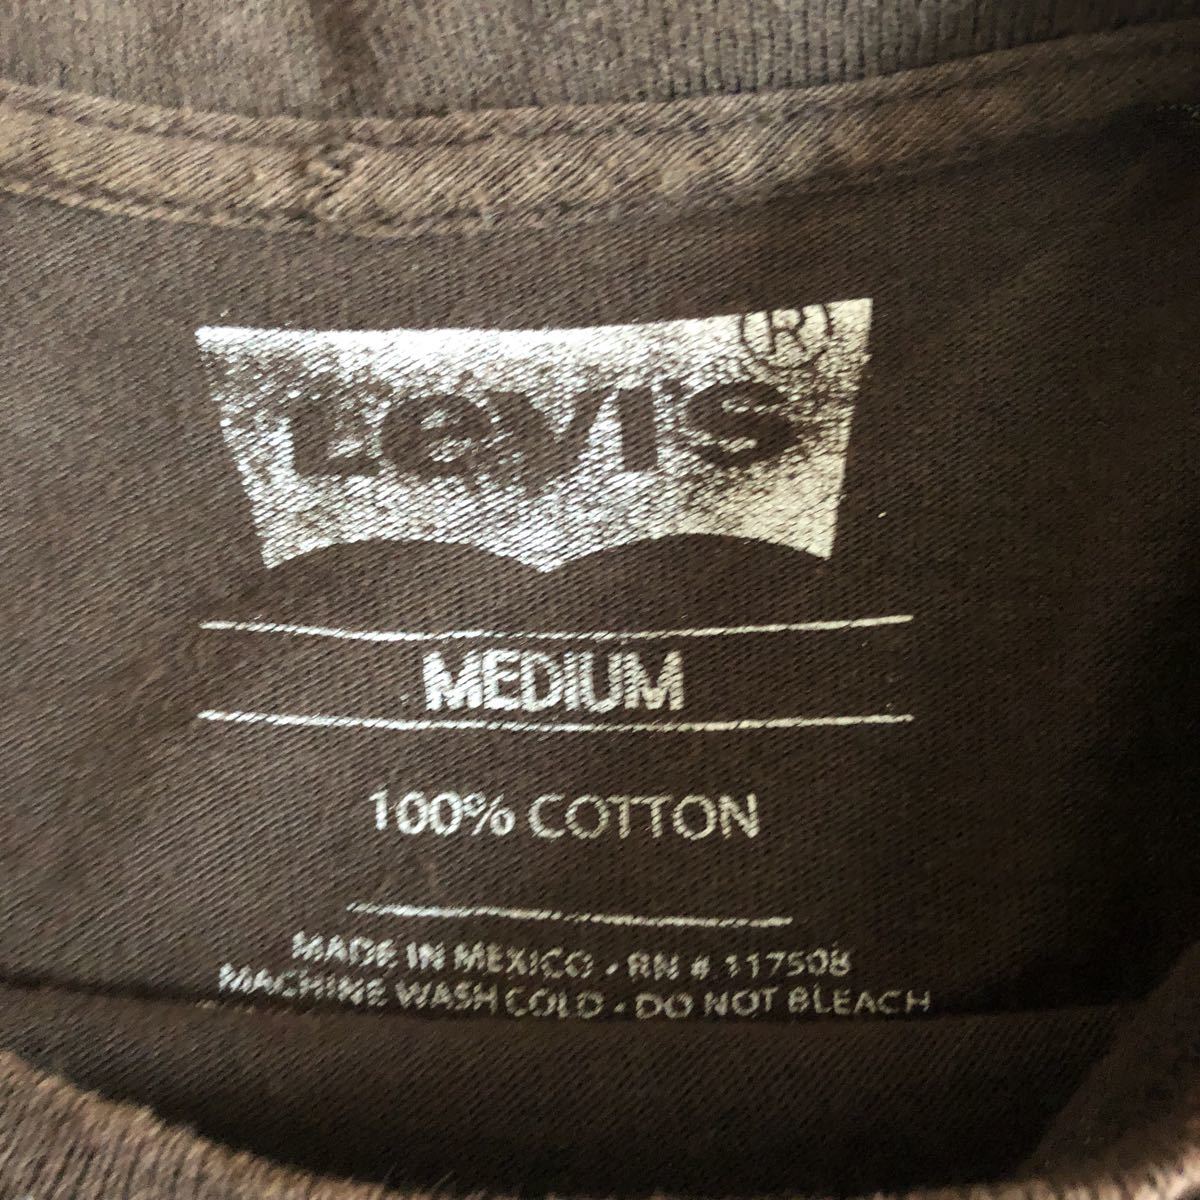 LEVI'S®
MEDIUM
100% COTTON
MADE IN MEXICO • RN # 117508
MACHINE WASH COLD • DO NOT BLEACH